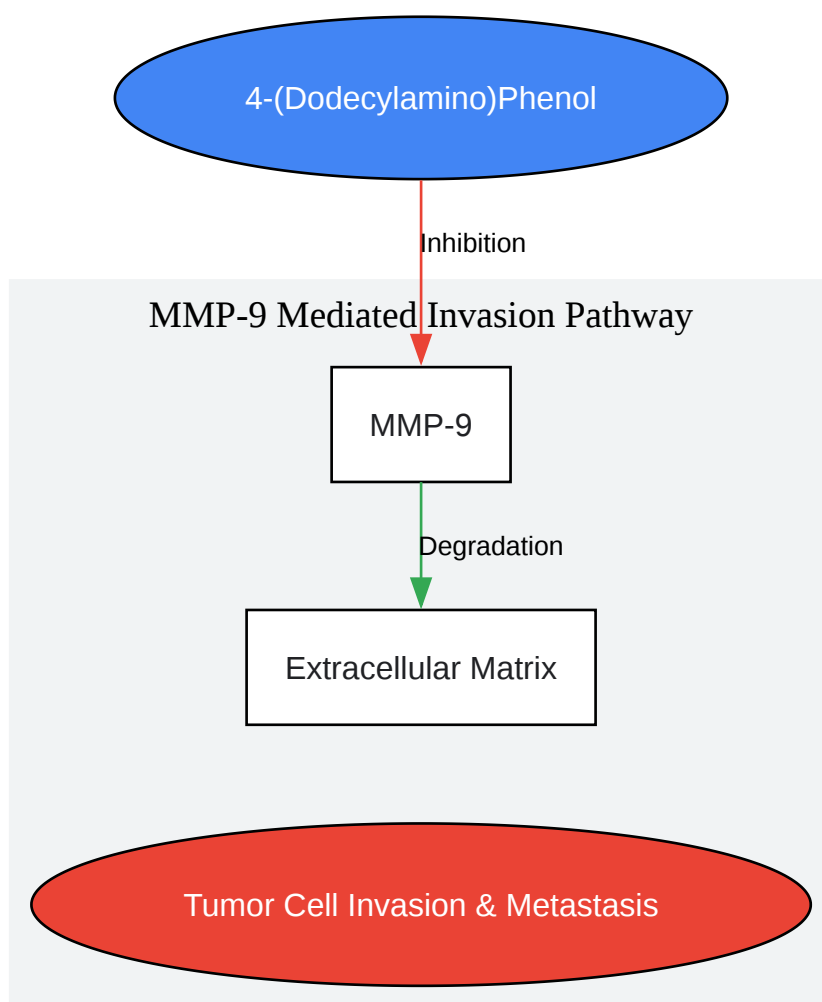 4-(Dodecylamino)Phenol
Inhibition
MMP-9 Mediated Invasion Pathway
MMP-9
Degradation
Extracellular Matrix
Tumor Cell Invasion & Metastasis